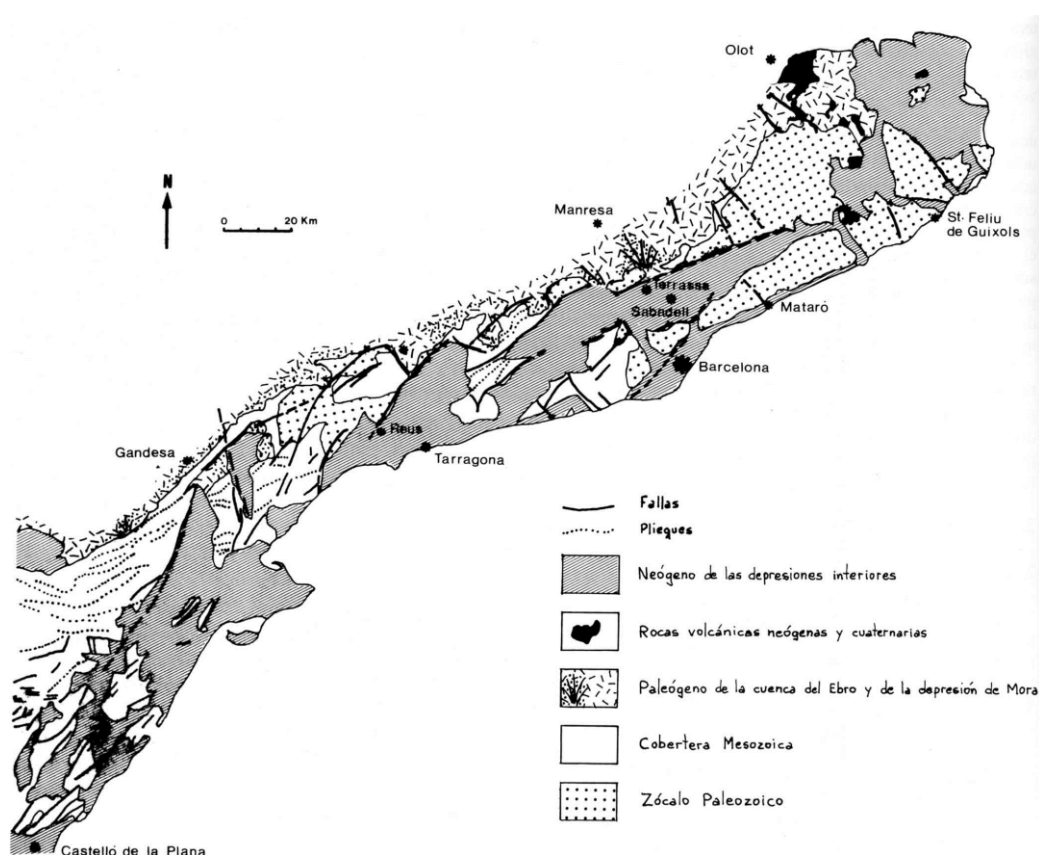 Olot
N
0 20 Km
Manresa
St. Feliu
de Guixols
Terrassa
Sabadell
Mataró
Barcelona
Gandesa
Reus
Tarragona
Fallas
Pliegues
Neógeno de las depresiones interiores
Rocas volcánicas neógenas y cuaternarias
Paleógeno de la cuenca del Ebro y de la depresión de Mora
Cobertera Mesozoica
Zócalo Paleozoico
Castelló de la Plana